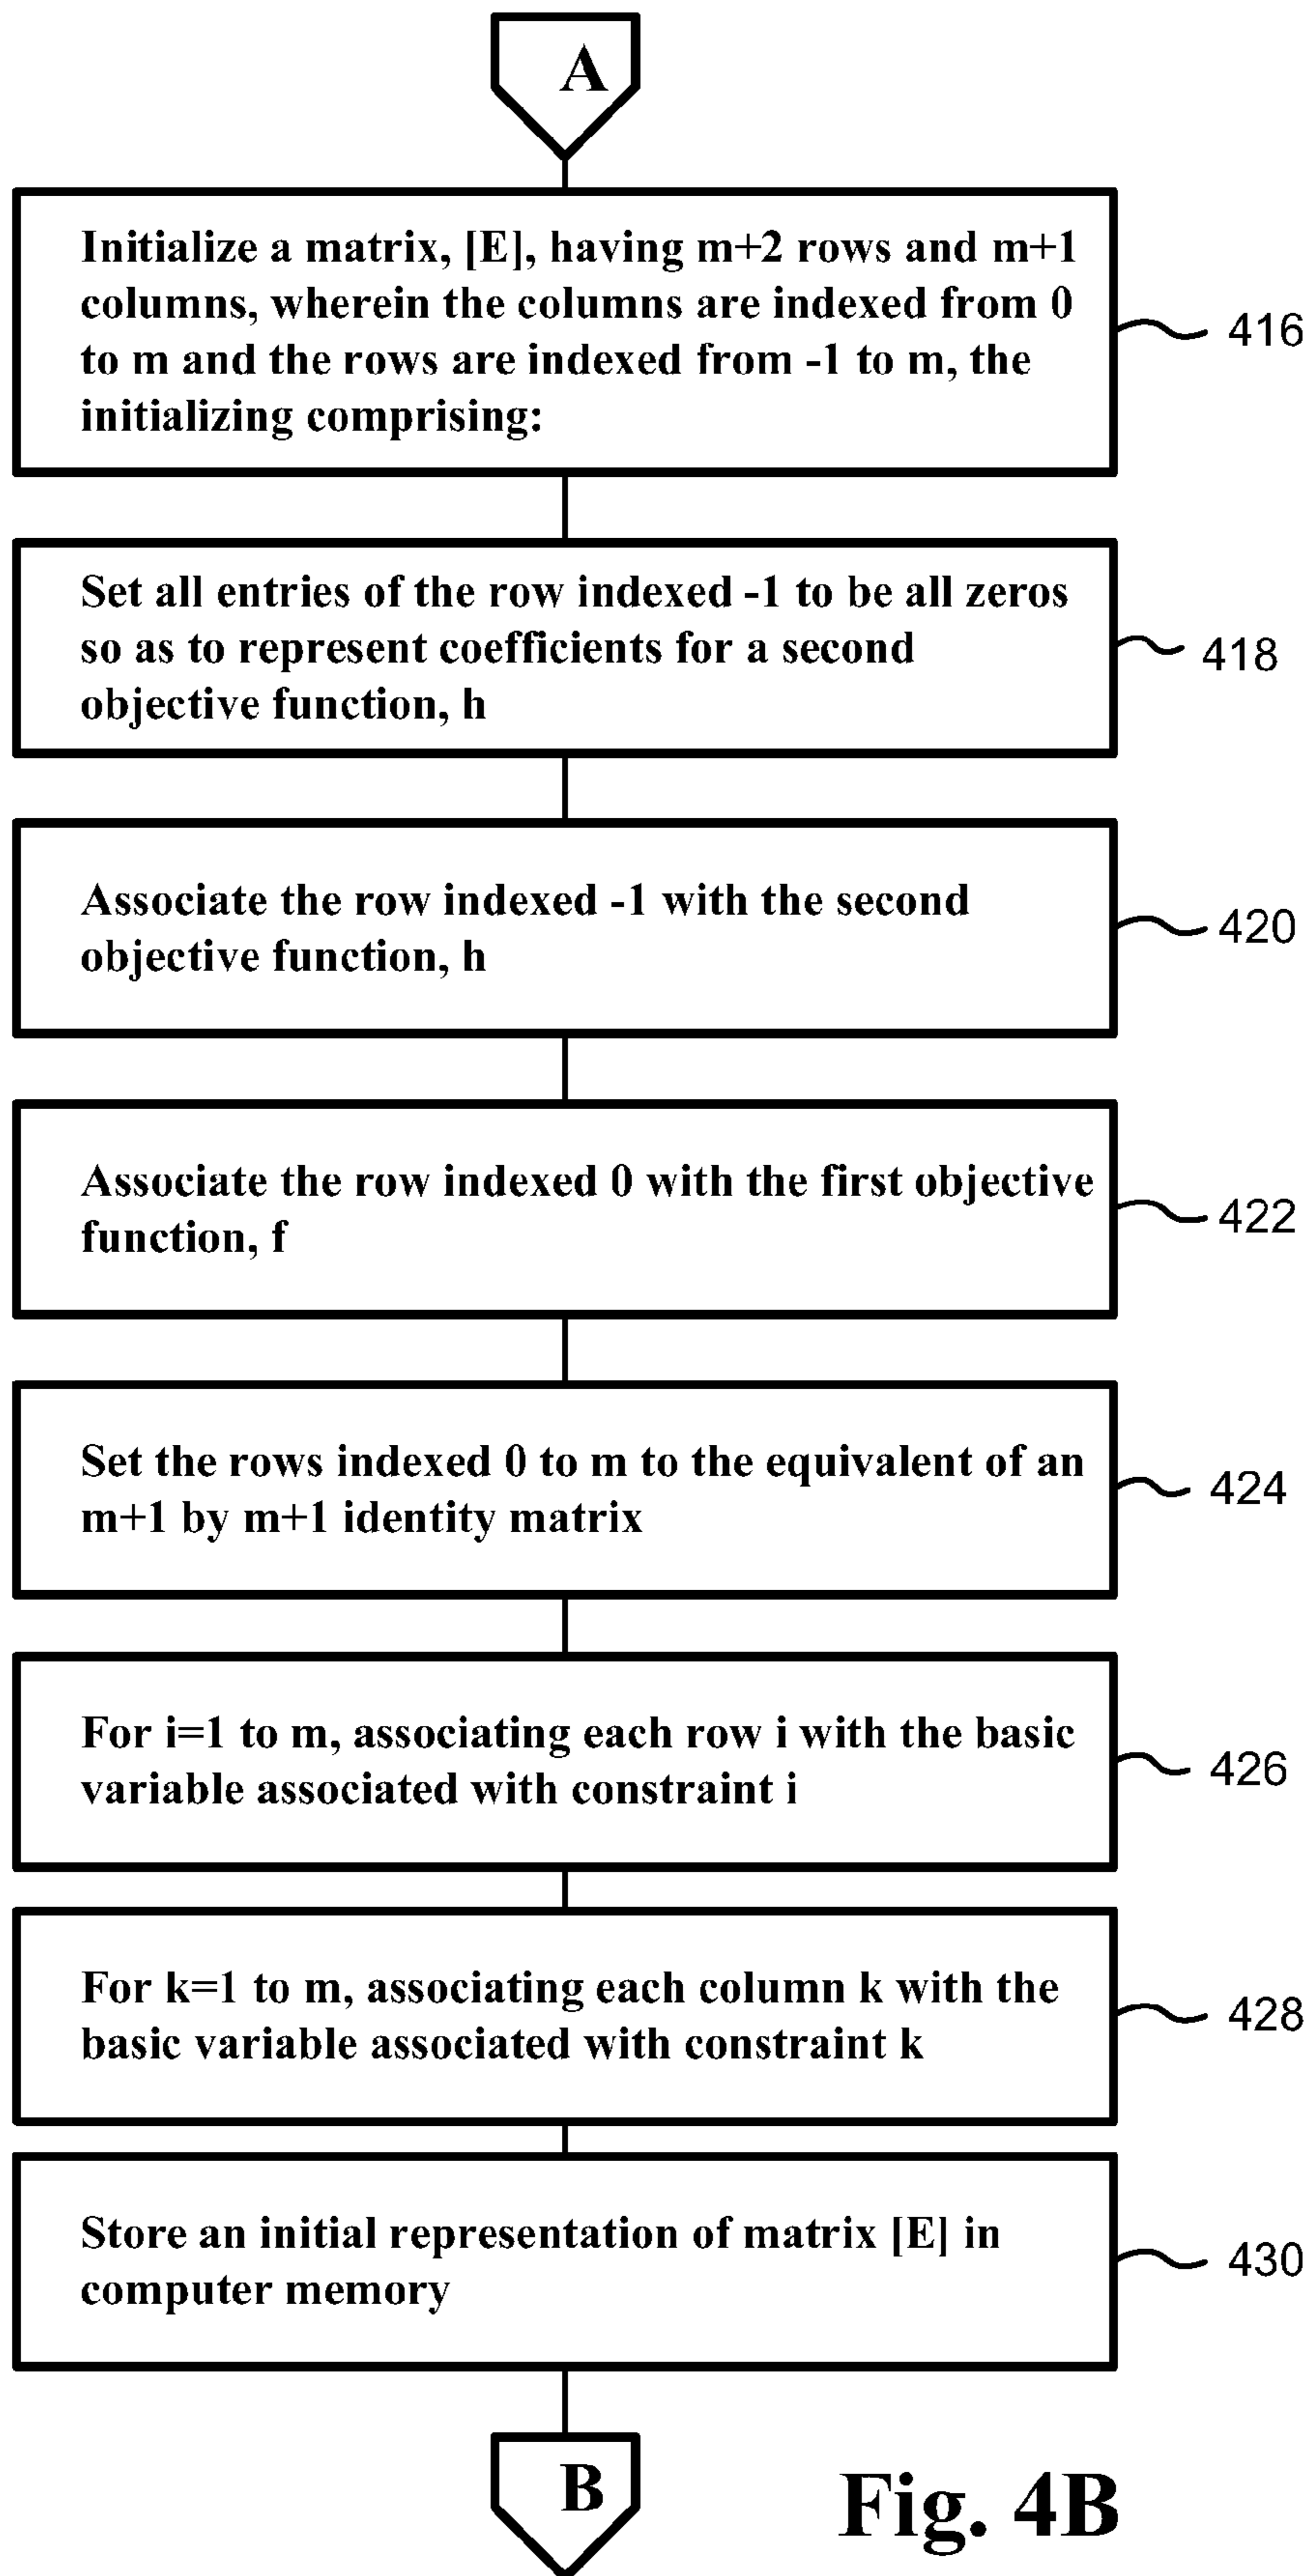 A
Initialize a matrix, [E], having m+2 rows and m+1
columns, wherein the columns are indexed from 0
to m and the rows are indexed from -1 to m, the
initializing comprising:
416
Set all entries of the row indexed -1 to be all zeros
so as to represent coefficients for a second
objective function, h
418
Associate the row indexed -1 with the second
objective function, h
420
Associate the row indexed 0 with the first objective
function, f
422
Set the rows indexed 0 to m to the equivalent of an
m+1 by m+1 identity matrix
424
For i=1 to m, associating each row i with the basic
variable associated with constraint i
426
For k=1 to m, associating each column k with the
basic variable associated with constraint k
428
Store an initial representation of matrix [E] in
computer memory
430
B
Fig. 4B